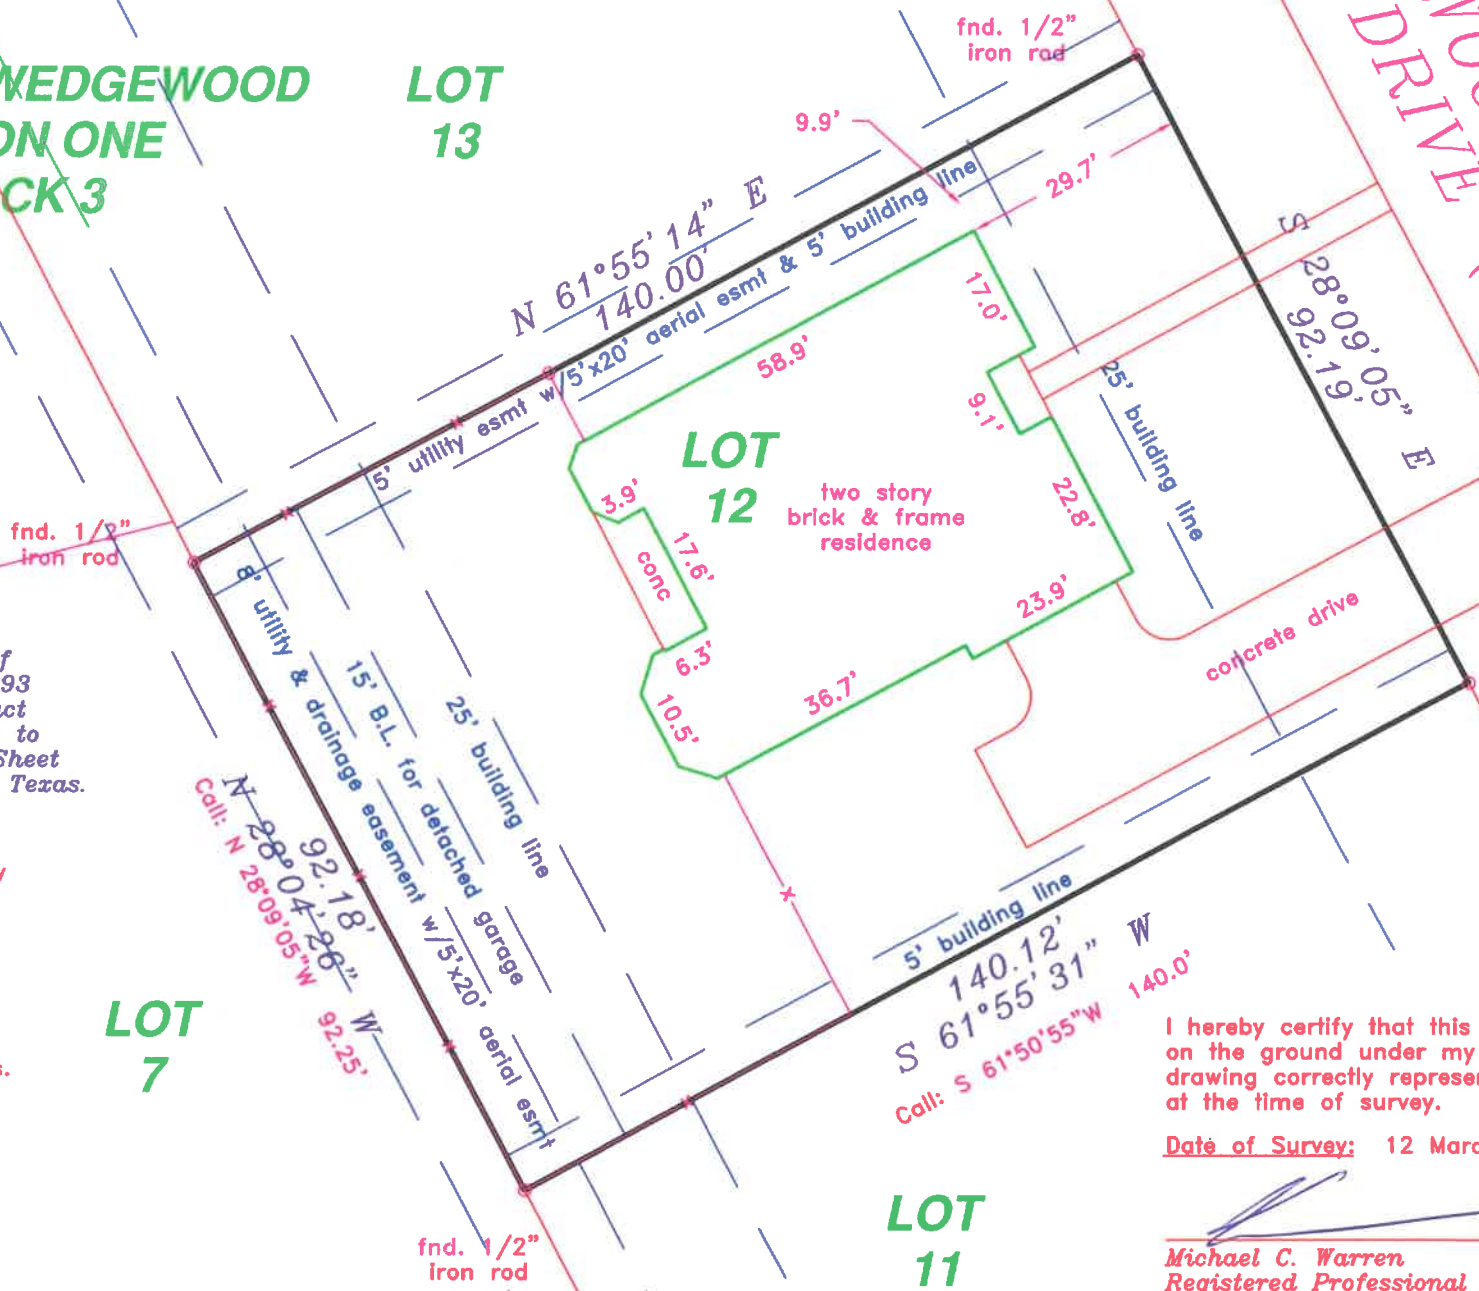 WEDGEWOOD
ON ONE
CK 3
LOT
13
fnd. 1/2"
iron rod
DRIVE
9.9'
29.7'
N 61°55'14" E
140.00'
5' utility esmt w/5'x20' aerial esmt & 5' building line
17.0'
58.9'
9.1'
S 28°09'05" E
92.19'
25' building line
LOT
12
two story
brick & frame
residence
3.9'
17.6'
conc
22.8'
23.9'
6.3'
36.7'
10.5'
concrete drive
fnd. 1/2"
iron rod
8' utility & drainage easement w/5'x20' aerial esmt
15' B.L. for detached garage
25' building line
f
93
act
to
Sheet
Texas.
N 28°04'26" W
92.18'
Call: N 28°09'05"W 92.25'
5' building line
140.12'
S 61°55'31" W
Call: S 61°50'55"W 140.0'
LOT
7
s.
I hereby certify that this
on the ground under my
drawing correctly represe
at the time of survey.
Date of Survey: 12 Marc
Michael C. Warren
Registered Professional
fnd. 1/2"
iron rod
LOT
11